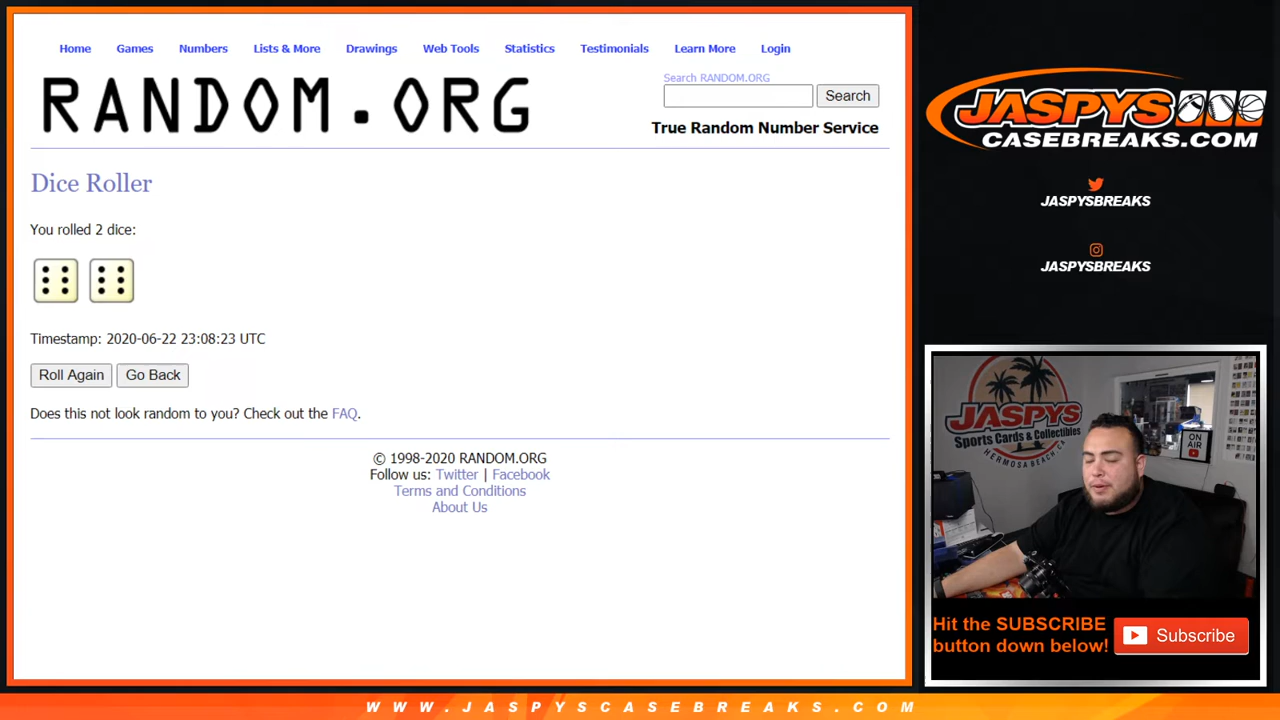 Home Games Numbers Lists & More Drawings Web Tools Statistics Testimonials Learn More Login
RANDOM.ORG
Search RANDOM.ORG
Search
True Random Number Service
Dice Roller
You rolled 2 dice:
Timestamp: 2020-06-22 23:08:23 UTC
Roll Again Go Back
Does this not look random to you? Check out the FAQ.
© 1998-2020 RANDOM.ORG
Follow us: Twitter | Facebook
Terms and Conditions
About Us
JASPYS
CASEBREAKS.COM
JASPYSBREAKS
JASPYSBREAKS
JASPYS
Sports Cards & Collectibles
HERMOSA BEACH, CA
ON
AIR
Hit the SUBSCRIBE
button down below!
Subscribe
WWW.JASPYSCASEBREAKS.COM